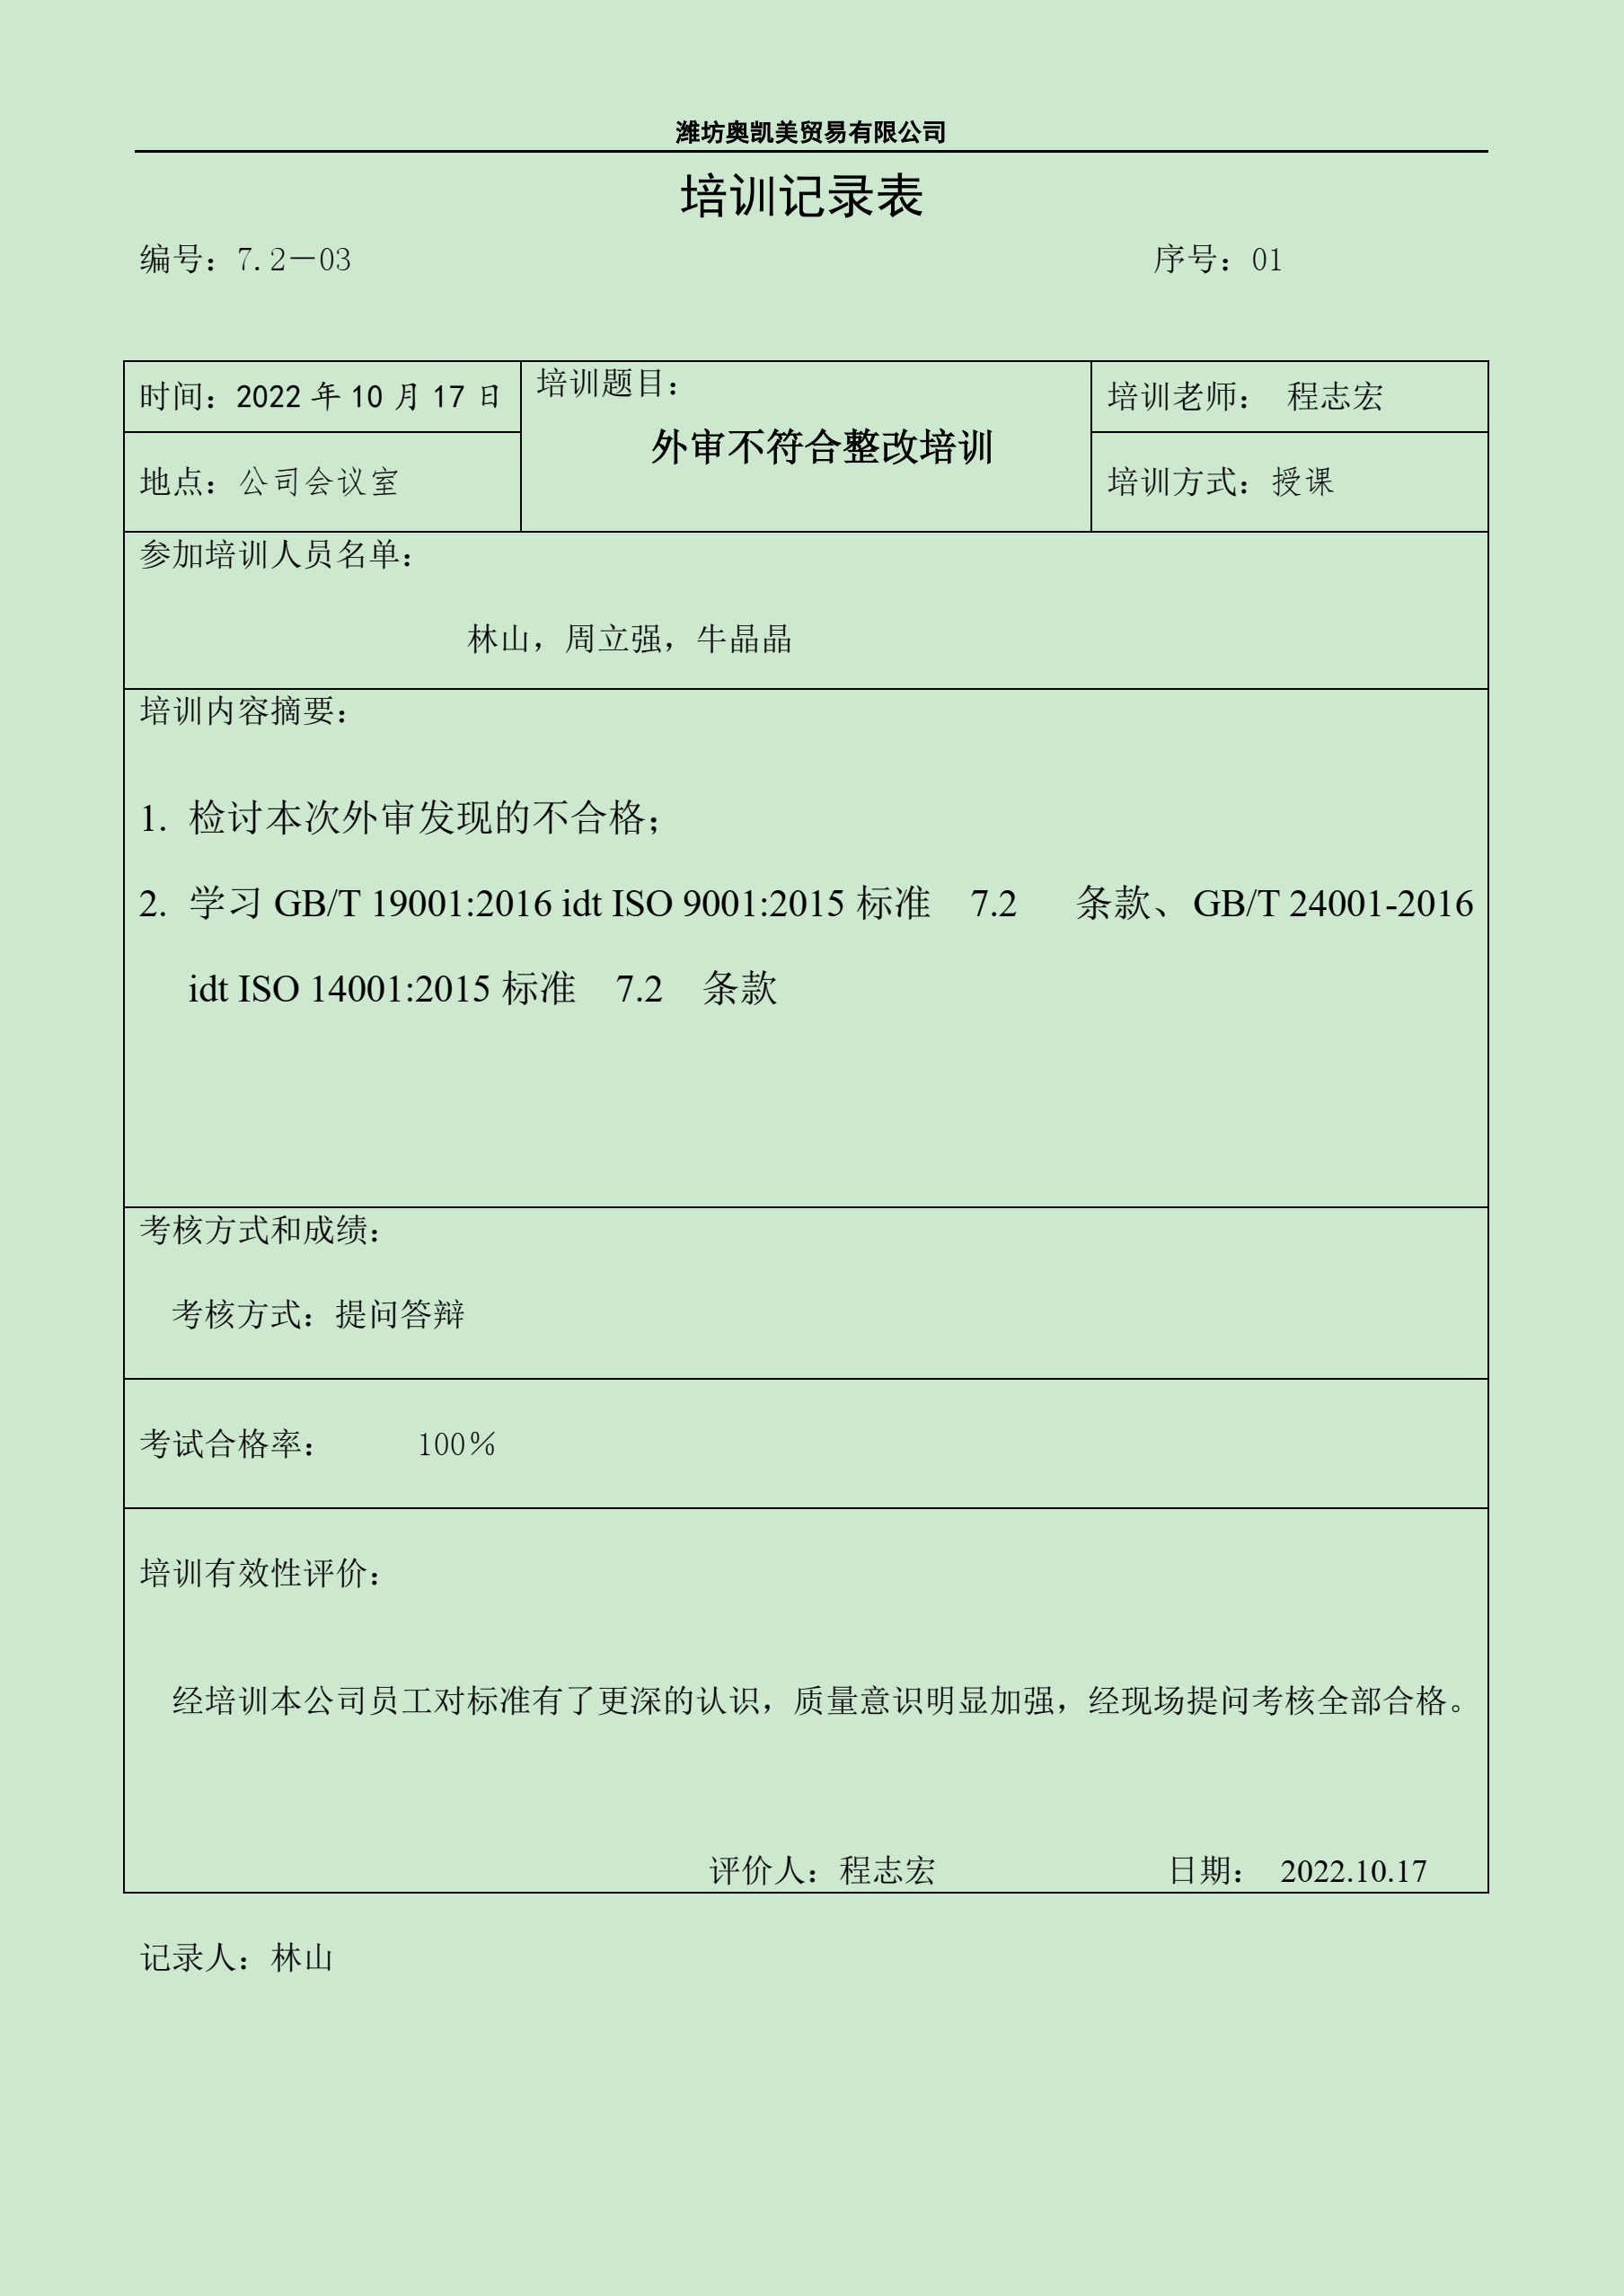 潍坊奥凯美贸易有限公司
培训记录表
编号：7.2－03 序号：01
时间：2022 年 10 月 17 日
培训题目：
外审不符合整改培训
培训老师： 程志宏
地点：公司会议室
培训方式：授课
参加培训人员名单：
林山，周立强，牛晶晶
培训内容摘要：
1. 检讨本次外审发现的不合格；
2. 学习 GB/T 19001:2016 idt ISO 9001:2015 标准 7.2 条款、GB/T 24001-2016
idt ISO 14001:2015 标准 7.2 条款
考核方式和成绩：
考核方式：提问答辩
考试合格率： 100％
培训有效性评价：
经培训本公司员工对标准有了更深的认识，质量意识明显加强，经现场提问考核全部合格。
评价人：程志宏 日期： 2022.10.17
记录人：林山